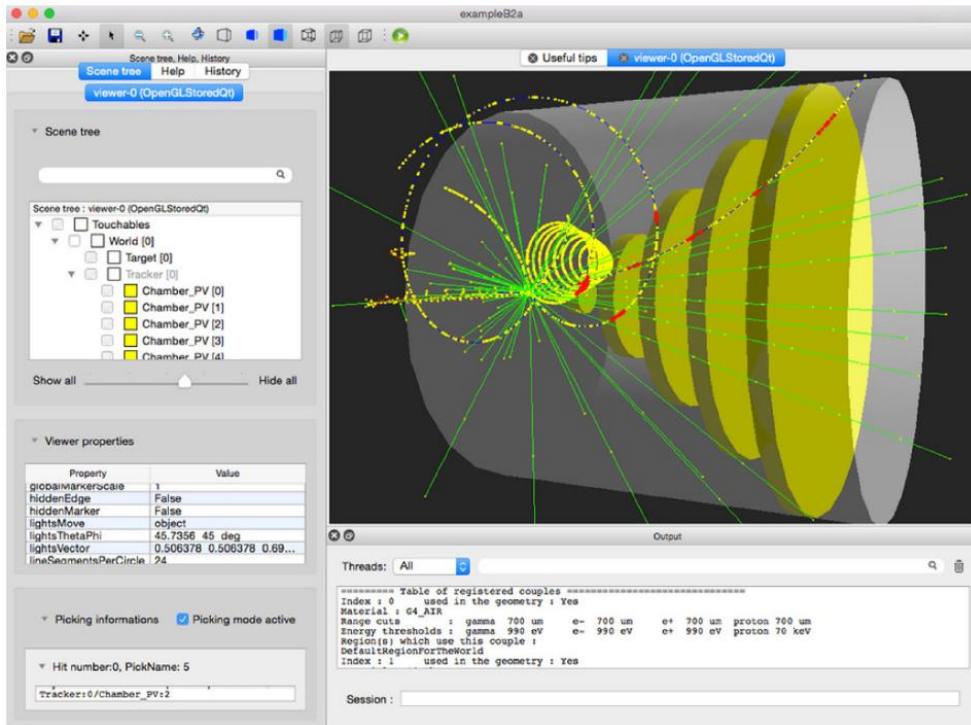 exampleB2a
Scene tree, Help, History
Scene tree Help History
viewer-0 (OpenGLStoredQt)
Useful tips
viewer-0 (OpenGLStoredQt)
Scene tree
Scene tree : viewer-0 (OpenGLStoredQt)
Touchables
World [0]
Target [0]
Tracker [0]
Chamber_PV [0]
Chamber_PV [1]
Chamber_PV [2]
Chamber_PV [3]
Chamber_PV [4]
Show all Hide all
Viewer properties
Property Value
globalMarkerScale 1
hiddenEdge False
hiddenMarker False
lightsMove object
lightsThetaPhi 45.7356 45 deg
lightsVector 0.506378 0.506378 0.69...
lineSegmentsPerCircle 24
Picking informations Picking mode active
Hit number:0, PickName: 5
Tracker:0/Chamber_PV:2
Output
Threads: All
========= Table of registered couples ==============================
Index : 0 used in the geometry : Yes
Material : G4_AIR
Range cuts : gamma 700 um e- 700 um e+ 700 um proton 700 um
Energy thresholds : gamma 990 eV e- 990 eV e+ 990 eV proton 70 keV
Region(s) which use this couple :
DefaultRegionForTheWorld
Index : 1 used in the geometry : Yes
Session :